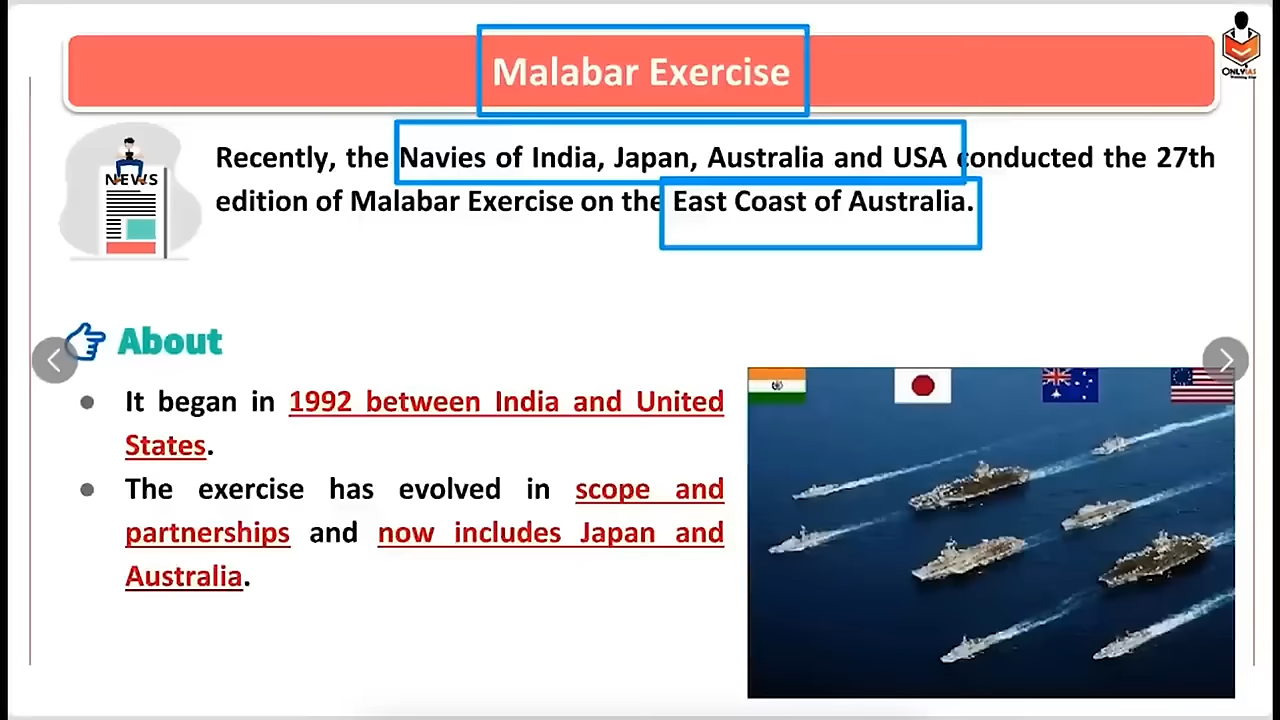 Malabar Exercise
ONLYIAS
NEWS
Recently, the Navies of India, Japan, Australia and USA conducted the 27th
edition of Malabar Exercise on the East Coast of Australia.
About
It began in 1992 between India and United
States.
The exercise has evolved in scope and
partnerships and now includes Japan and
Australia.